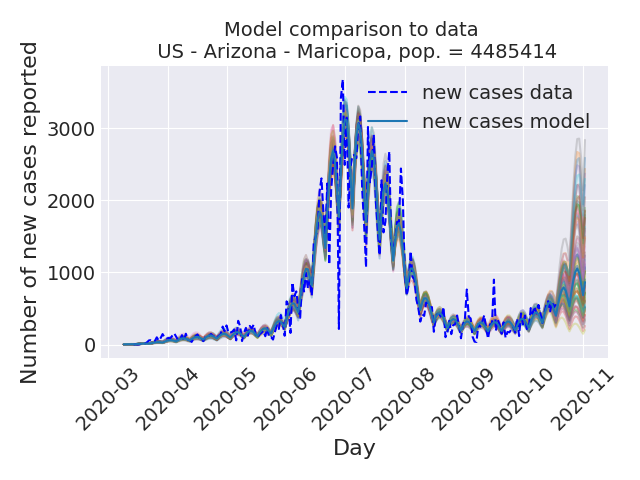 Model comparison to data
US - Arizona - Maricopa, pop. = 4485414
Number of new cases reported
3000
2000
1000
0
new cases data
new cases model
2020-03
2020-04
2020-05
2020-06
2020-07
2020-08
2020-09
2020-10
2020-11
Day